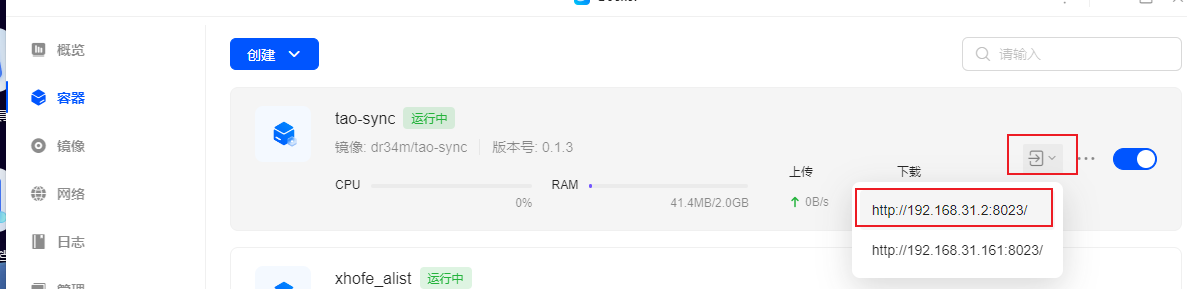 概览
容器
镜像
网络
日志
创建
请输入
tao-sync 运行中
镜像: dr34m/tao-sync 版本号: 0.1.3
CPU
0%
RAM
41.4MB/2.0GB
上传
0B/s
下载
http://192.168.31.2:8023/
http://192.168.31.161:8023/
xhofe_alist 运行中